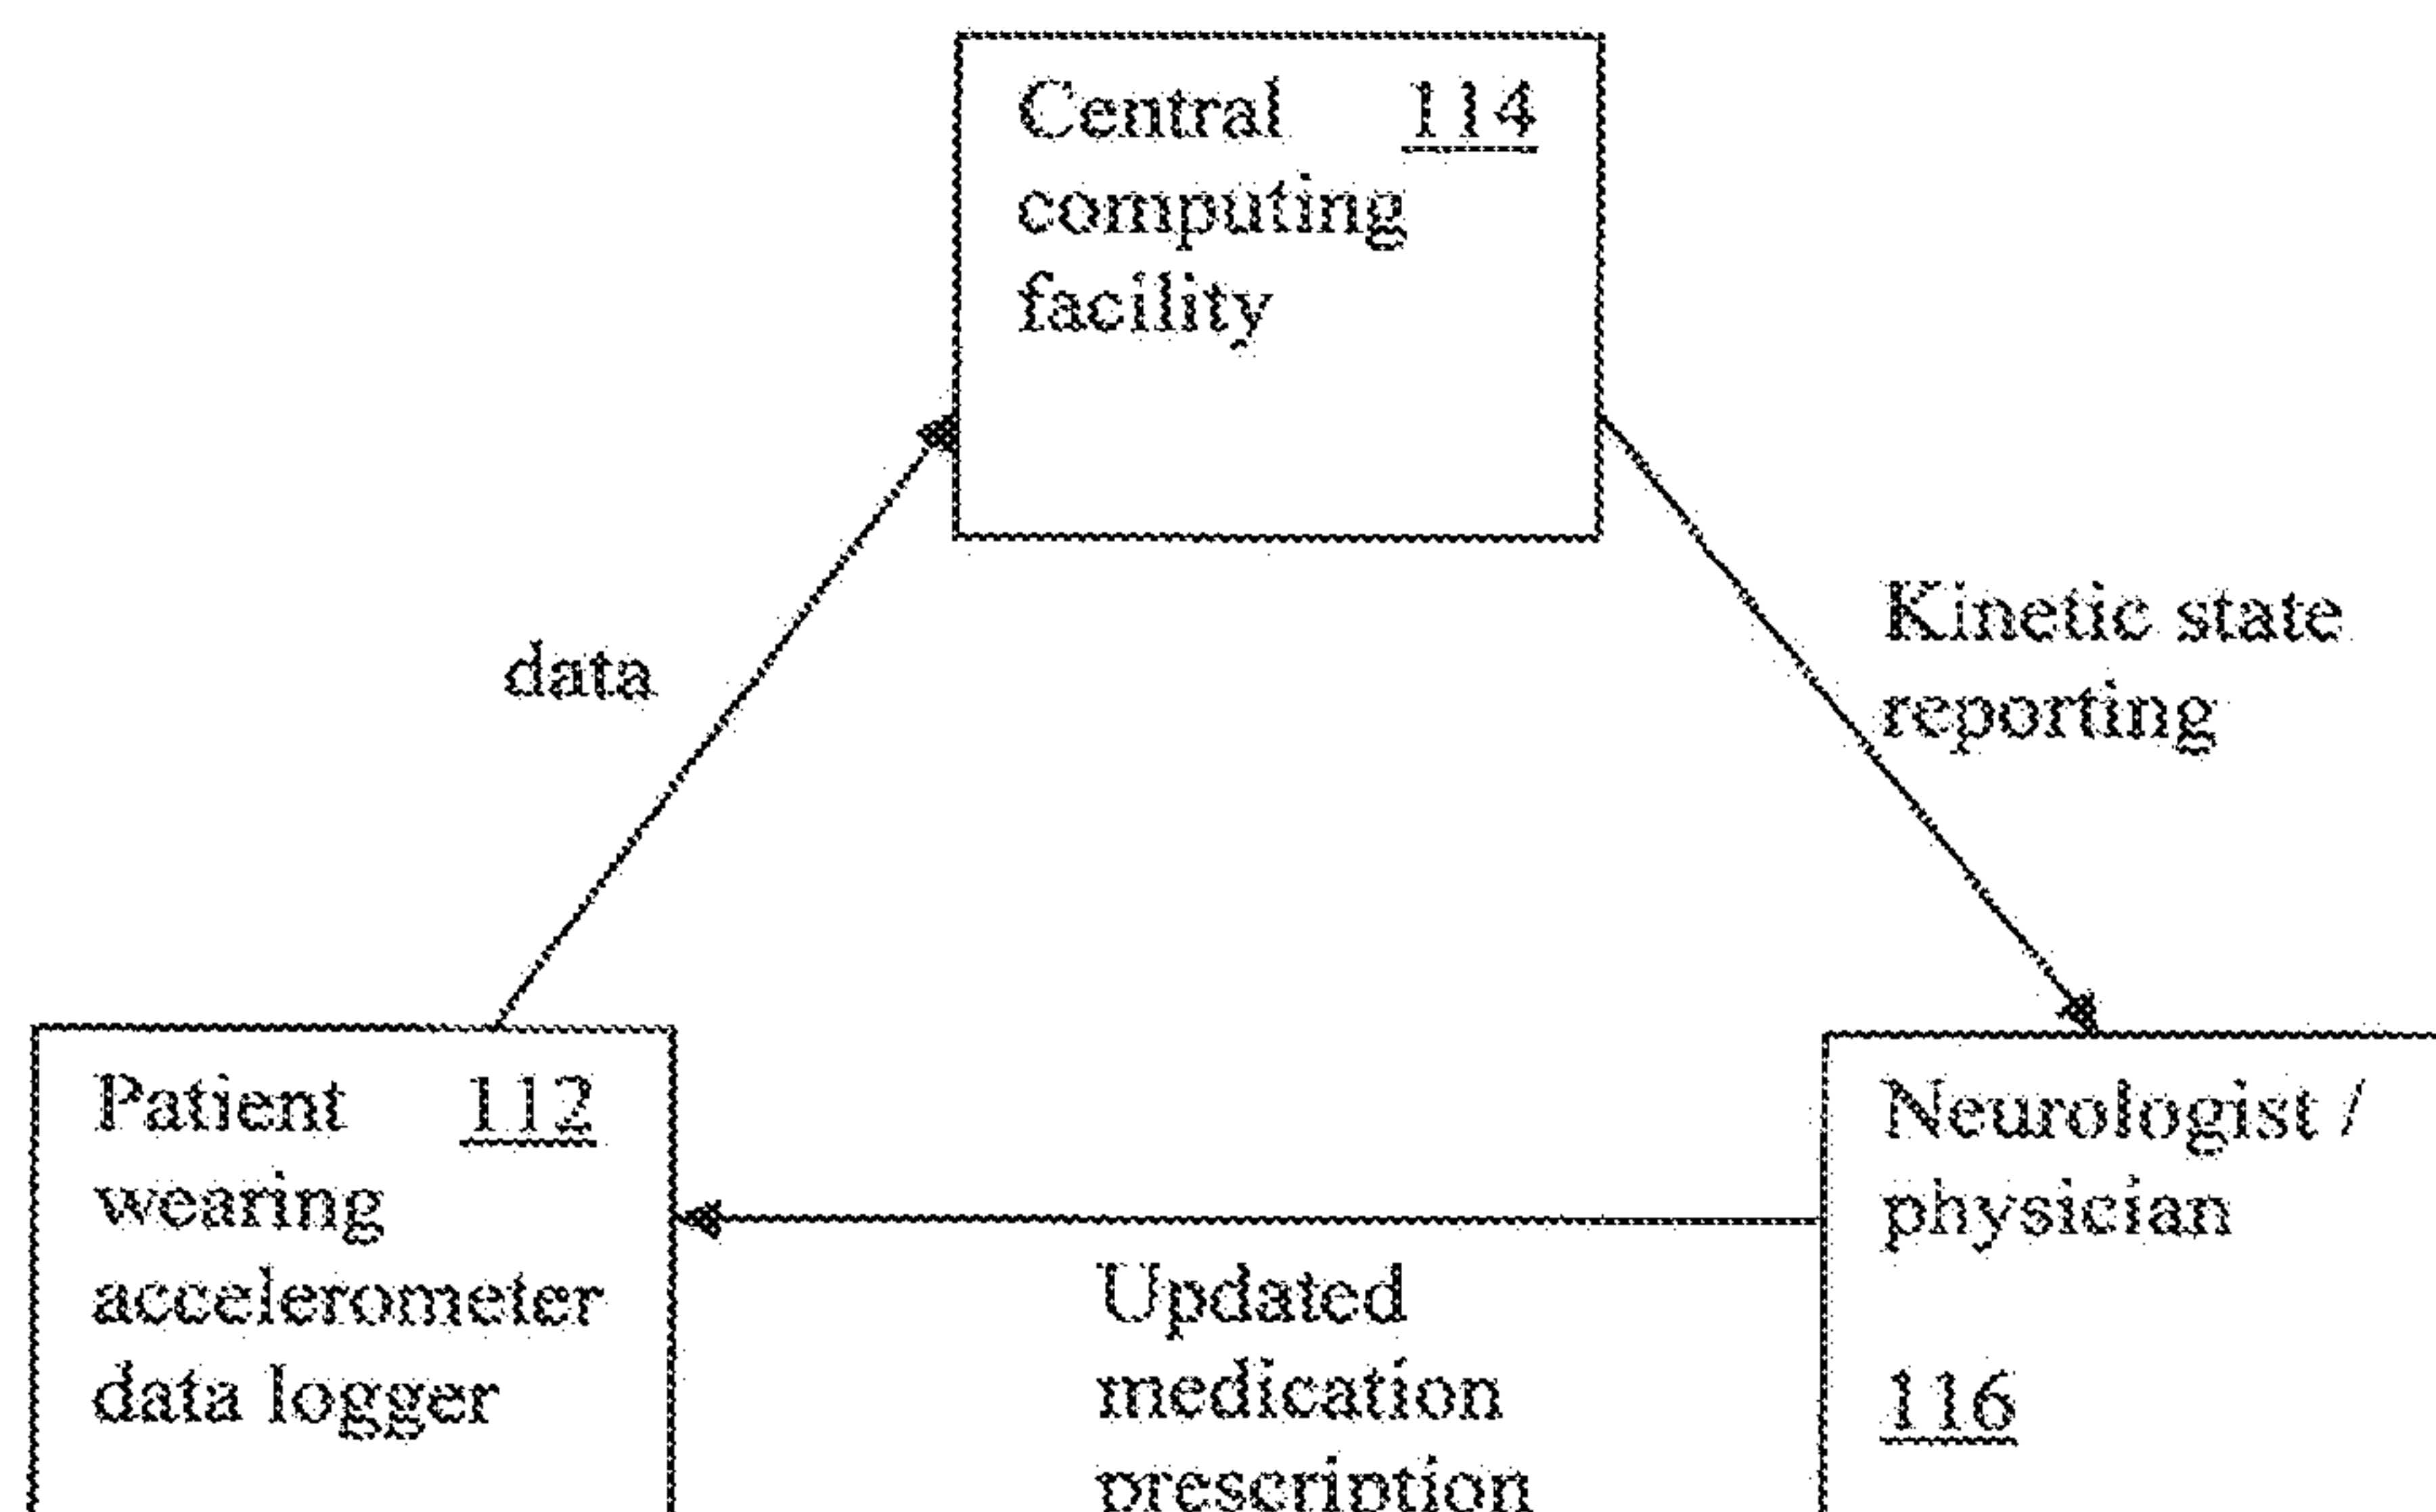 Central 114
computing
facility
data
Kinetic state
reporting
Patient 112
wearing
accelerometer
data logger
Updated
medication
prescription
Neurologist /
physician
116